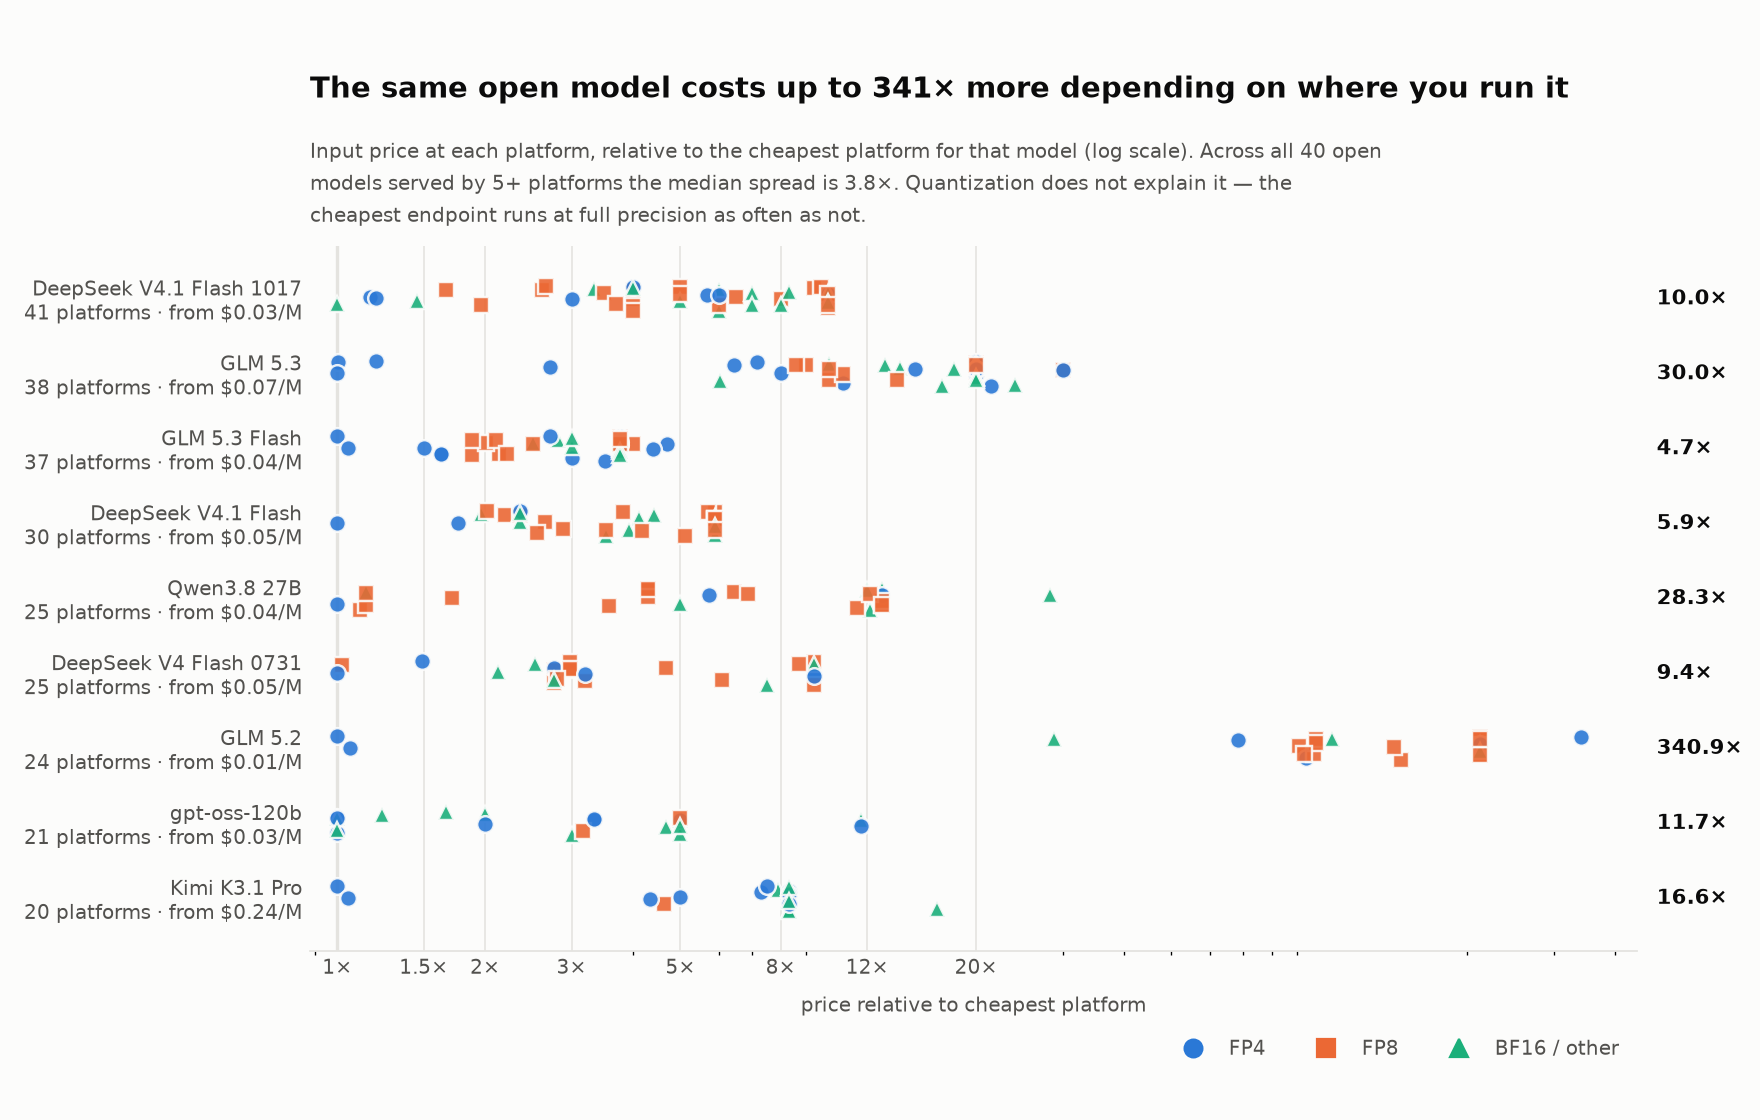 The same open model costs up to 341× more depending on where you run it
Input price at each platform, relative to the cheapest platform for that model (log scale). Across all 40 open
models served by 5+ platforms the median spread is 3.8×. Quantization does not explain it — the
cheapest endpoint runs at full precision as often as not.
DeepSeek V4.1 Flash 1017
41 platforms · from $0.03/M
10.0×
GLM 5.3
38 platforms · from $0.07/M
30.0×
GLM 5.3 Flash
37 platforms · from $0.04/M
4.7×
DeepSeek V4.1 Flash
30 platforms · from $0.05/M
5.9×
Qwen3.8 27B
25 platforms · from $0.04/M
28.3×
DeepSeek V4 Flash 0731
25 platforms · from $0.05/M
9.4×
GLM 5.2
24 platforms · from $0.01/M
340.9×
gpt-oss-120b
21 platforms · from $0.03/M
11.7×
Kimi K3.1 Pro
20 platforms · from $0.24/M
16.6×
1× 1.5× 2× 3× 5× 8× 12× 20×
price relative to cheapest platform
FP4 FP8 BF16 / other